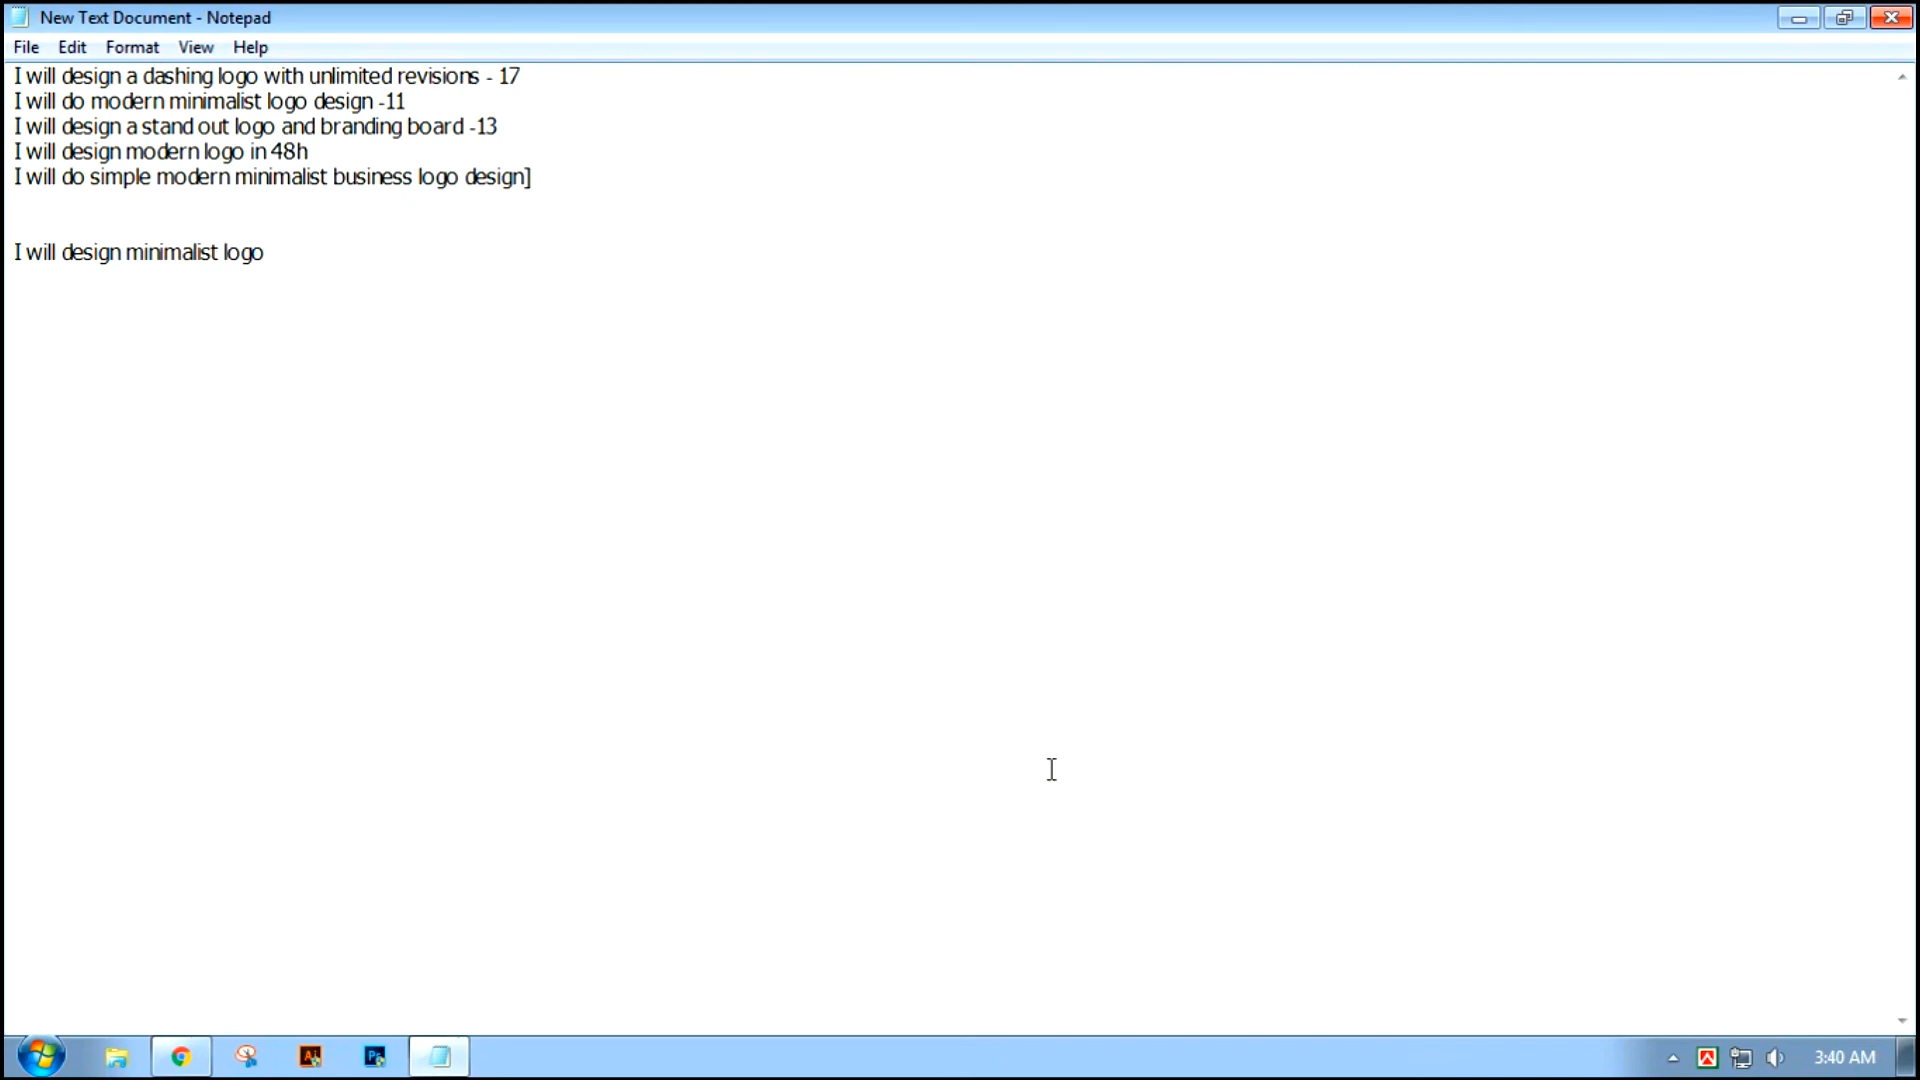 New Text Document - Notepad
File Edit Format View Help
I will design a dashing logo with unlimited revisions - 17
I will do modern minimalist logo design -11
I will design a stand out logo and branding board -13
I will design modern logo in 48h
I will do simple modern minimalist business logo design]
I will design minimalist logo
Ai Ps 3:40 AM